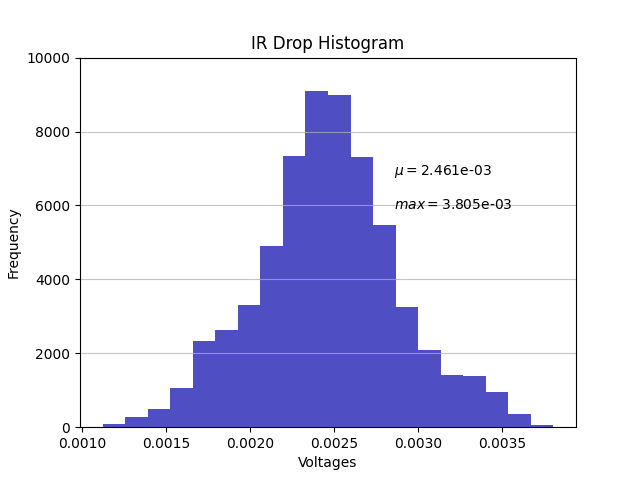 IR Drop Histogram
10000
8000
6000
4000
2000
0
Frequency
μ = 2.461e-03
max = 3.805e-03
0.0010 0.0015 0.0020 0.0025 0.0030 0.0035
Voltages